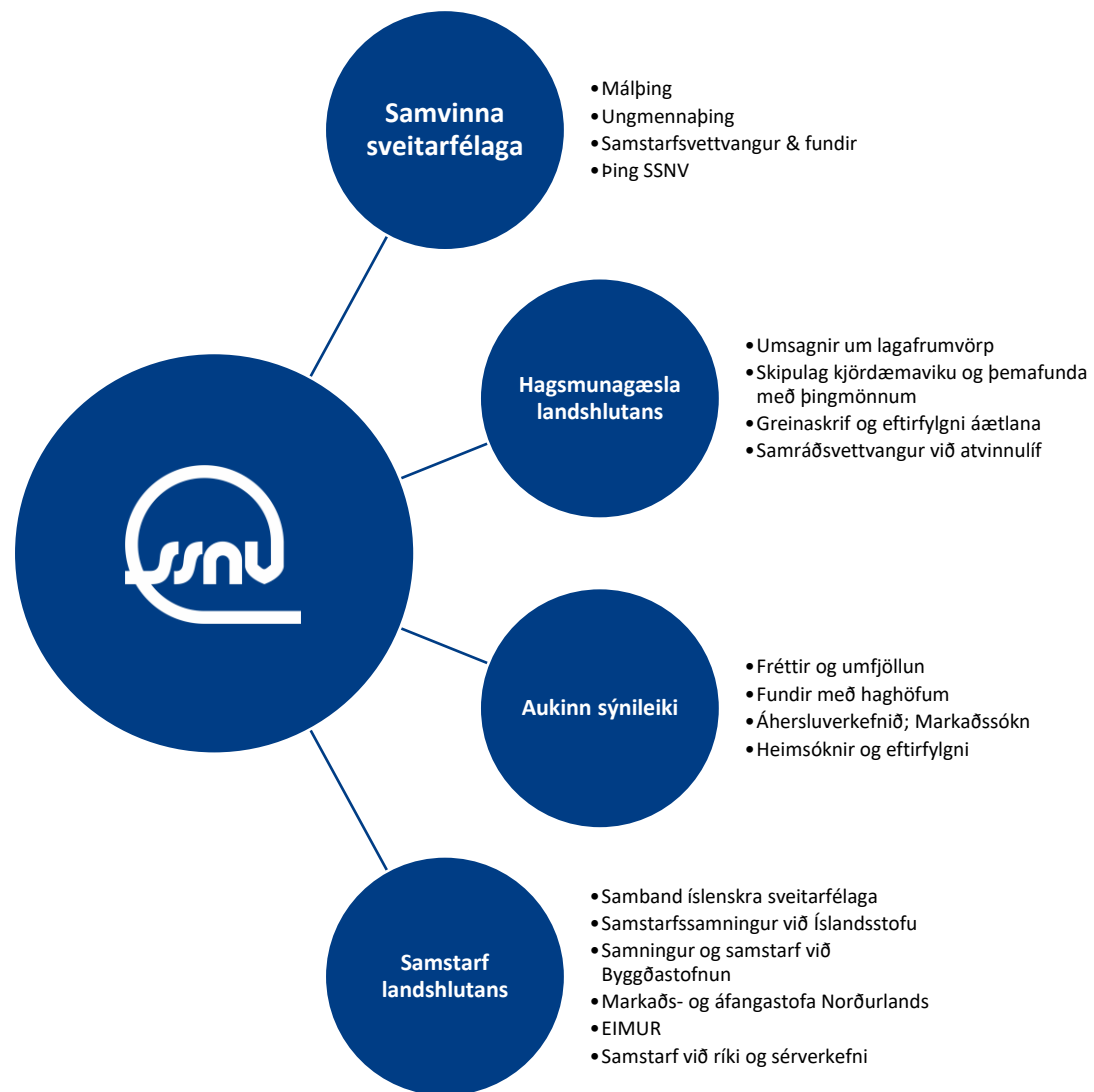 Samvinna
sveitarfélaga
•Málþing
•Ungmennaþing
•Samstarfsvettvangur & fundir
•Þing SSNV
Hagsmunagæsla
landshlutans
•Umsagnir um lagafrumvörp
•Skipulag kjördæmaviku og þemafunda
með þingmönnum
•Greinaskrif og eftirfylgni áætlana
•Samráðsvettvangur við atvinnulíf
ssnv
Aukinn sýnileiki
•Fréttir og umfjöllun
•Fundir með haghöfum
•Áhersluverkefnið; Markaðssókn
•Heimsóknir og eftirfylgni
Samstarf
landshlutans
•Samband íslenskra sveitarfélaga
•Samstarfssamningur við Íslandsstofu
•Samningur og samstarf við
Byggðastofnun
•Markaðs- og áfangastofa Norðurlands
•EIMUR
•Samstarf við ríki og sérverkefni